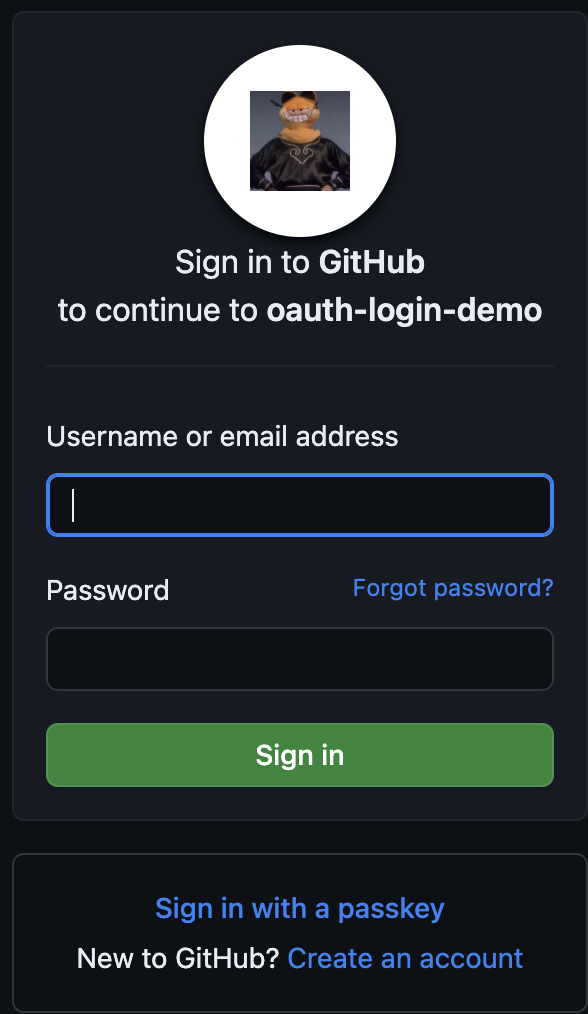 Sign in to GitHub
to continue to oauth-login-demo
Username or email address
Password Forgot password?
Sign in
Sign in with a passkey
New to GitHub? Create an account